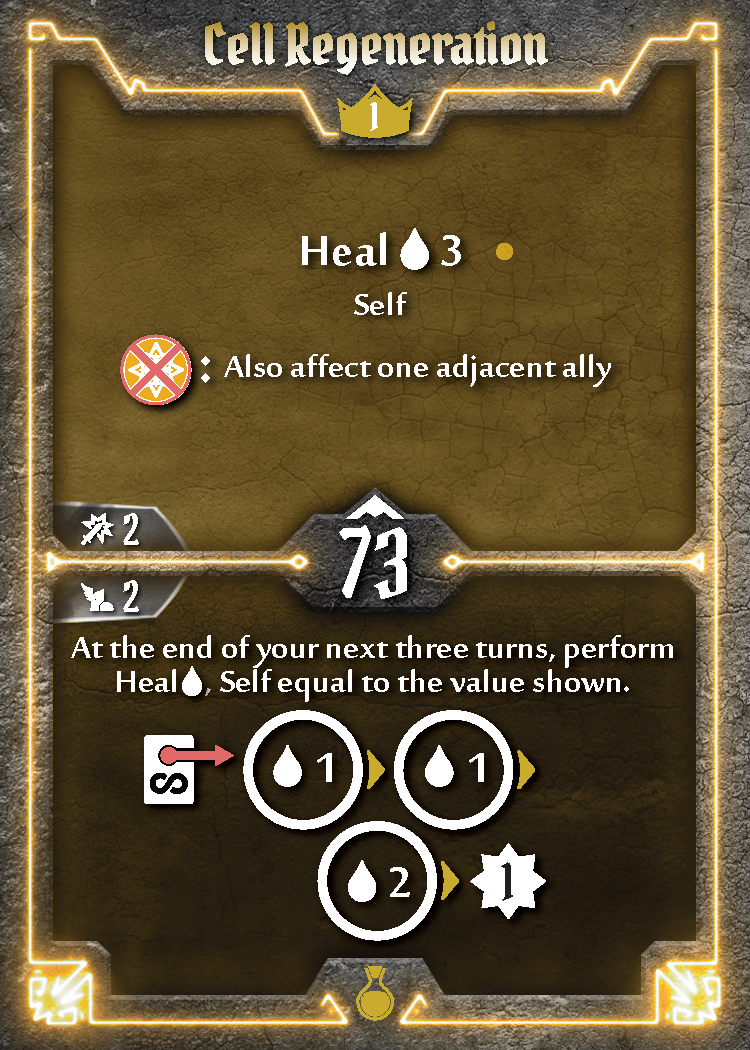 Cell Regeneration
1
Heal 3
Self
: Also affect one adjacent ally
2
73
2
At the end of your next three turns, perform
Heal, Self equal to the value shown.
S 1 1
2 1